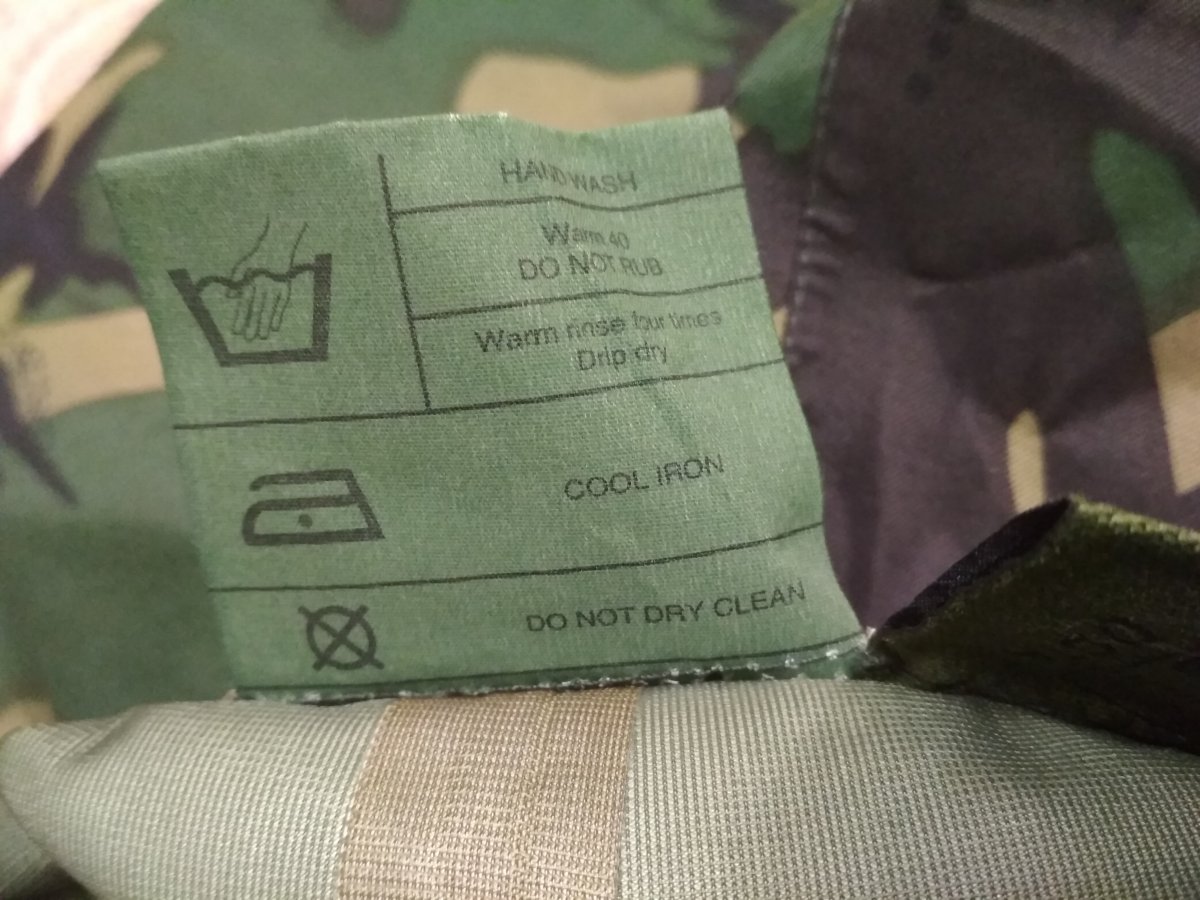 HAND WASH
Warm 40
DO NOT RUB
Warm rinse four times
Drip dry
COOL IRON
DO NOT DRY CLEAN